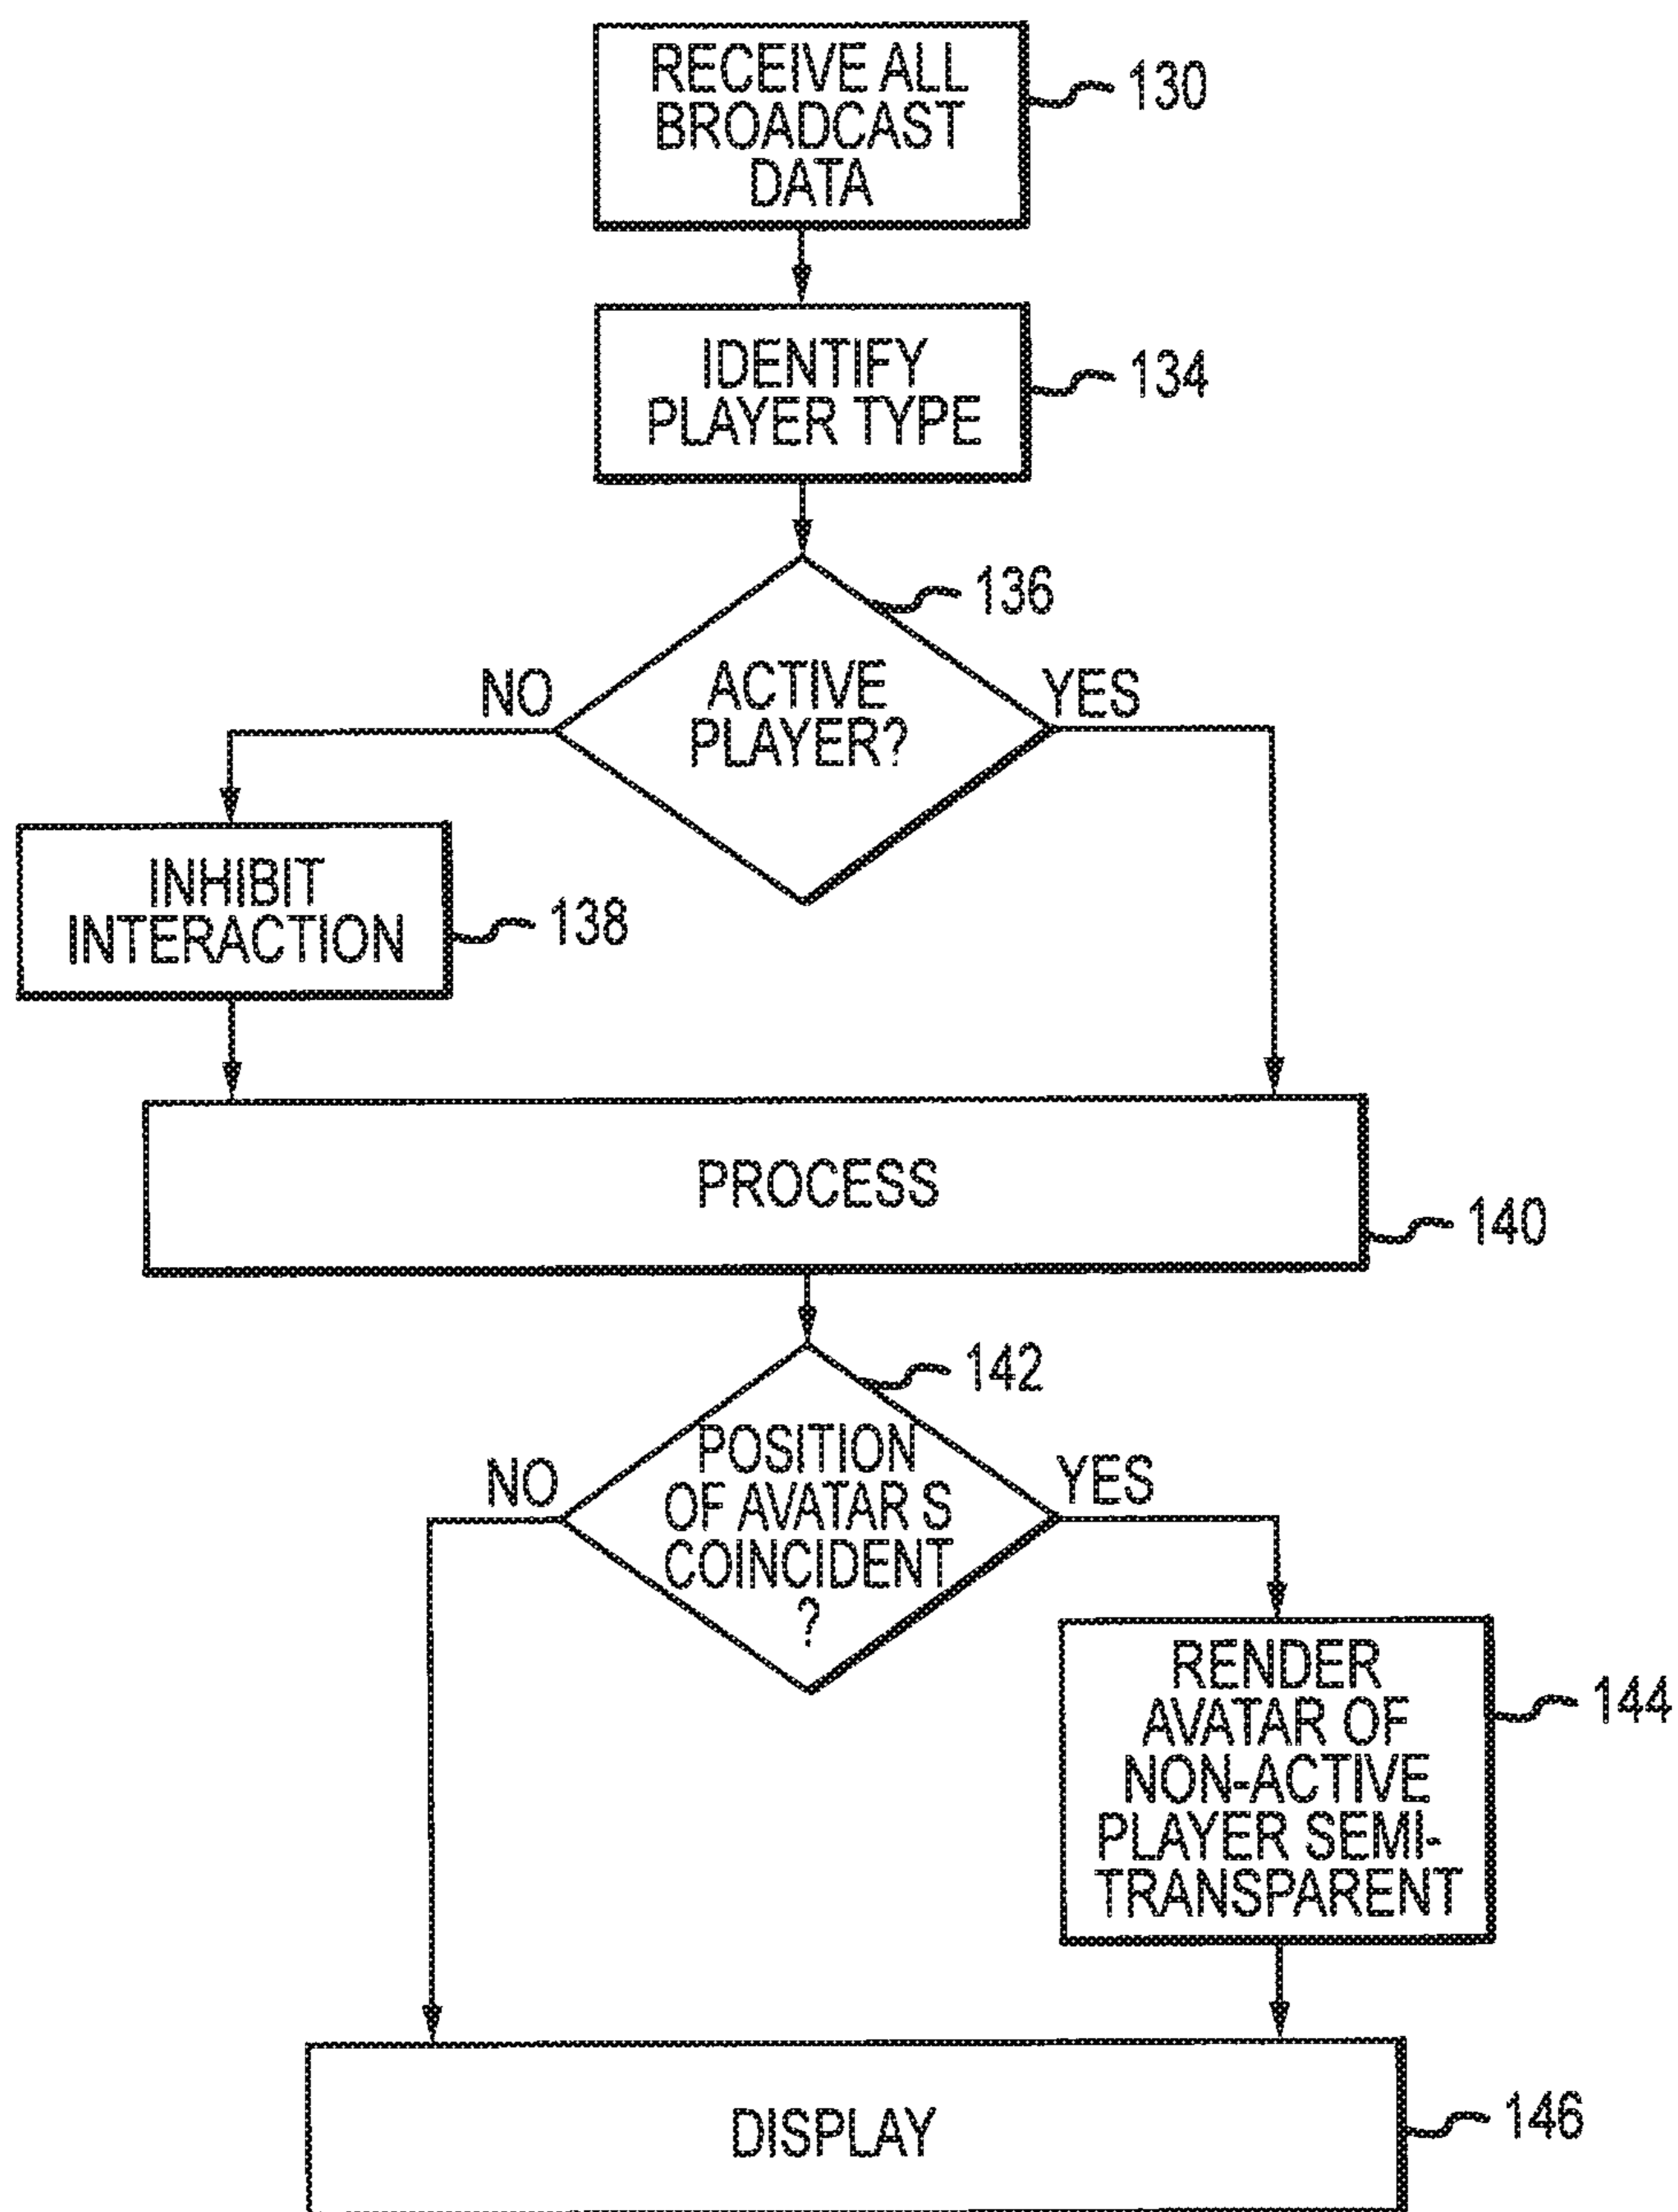 RECEIVE ALL
BROADCAST
DATA
130
IDENTIFY
PLAYER TYPE
134
136
ACTIVE
PLAYER?
NO
YES
INHIBIT
INTERACTION
138
PROCESS
140
142
POSITION
OF AVATAR S
COINCIDENT
?
NO
YES
RENDER
AVATAR OF
NON-ACTIVE
PLAYER SEMI-
TRANSPARENT
144
DISPLAY
146